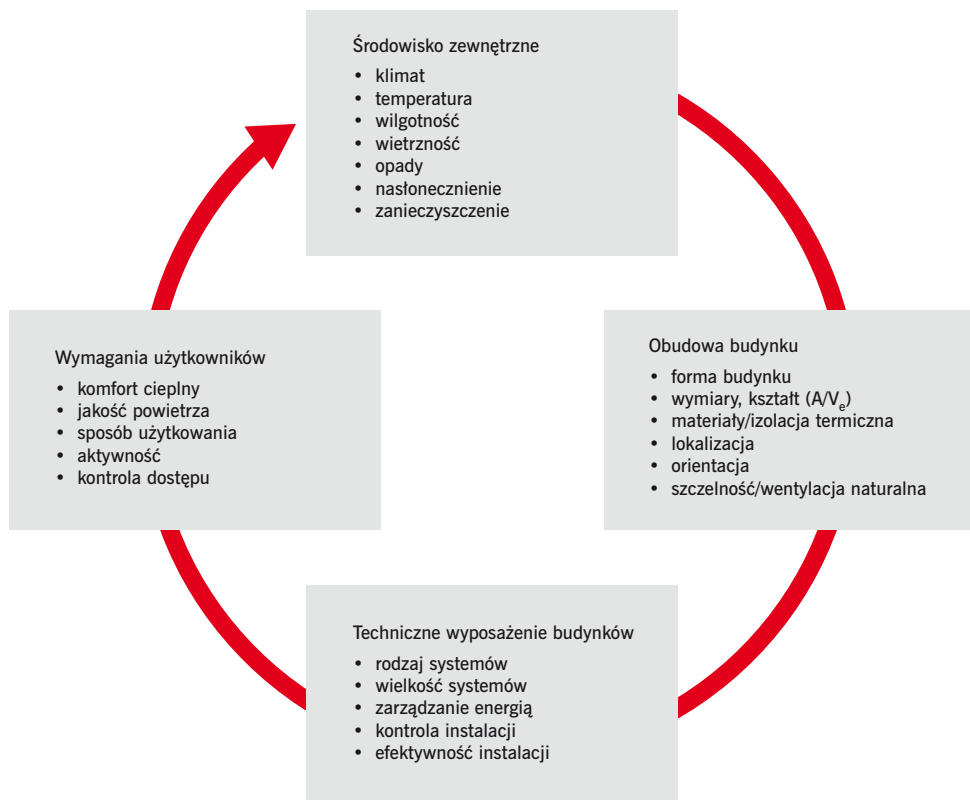 Środowisko zewnętrzne
• klimat
• temperatura
• wilgotność
• wietrzność
• opady
• nasłonecznienie
• zanieczyszczenie
Obudowa budynku
• forma budynku
• wymiary, kształt (A/Vₑ)
• materiały/izolacja termiczna
• lokalizacja
• orientacja
• szczelność/wentylacja naturalna
Techniczne wyposażenie budynków
• rodzaj systemów
• wielkość systemów
• zarządzanie energią
• kontrola instalacji
• efektywność instalacji
Wymagania użytkowników
• komfort cieplny
• jakość powietrza
• sposób użytkowania
• aktywność
• kontrola dostępu